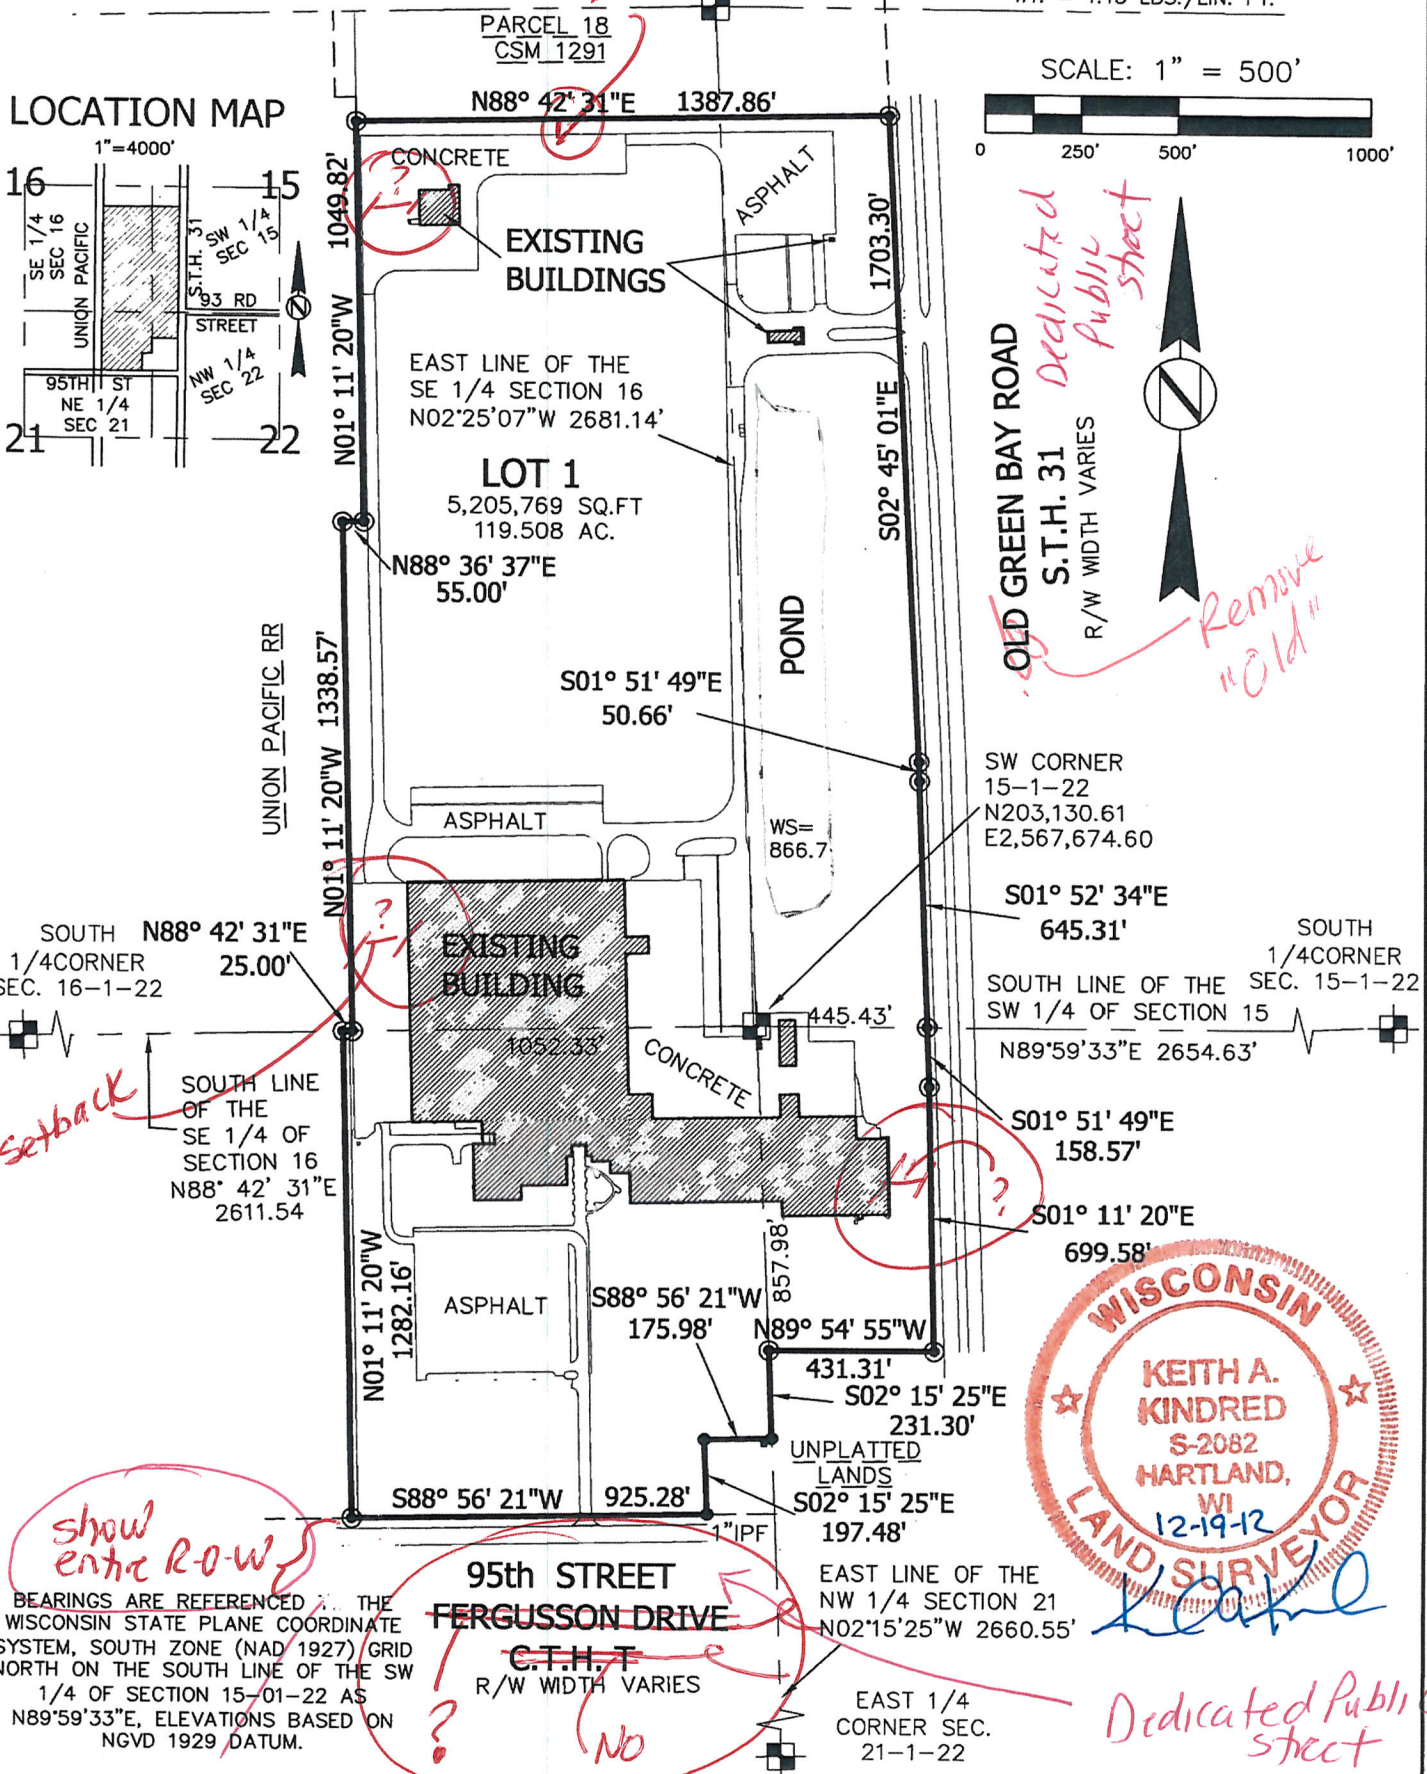 PARCEL 18
CSM 1291
SCALE: 1" = 500'
0 250' 500' 1000'
LOCATION MAP
1"=4000'
16
15
SE 1/4
SEC 16
UNION PACIFIC
S.T.H. 31
SW 1/4
SEC 15
93 RD
STREET
N
NW 1/4
SEC 22
95TH ST
NE 1/4
SEC 21
21
22
N88° 42' 31"E 1387.86'
CONCRETE
?
ASPHALT
EXISTING
BUILDINGS
N01° 11' 20"W 1049.82'
S02° 45' 01"E 1703.30'
EAST LINE OF THE
SE 1/4 SECTION 16
N02°25'07"W 2681.14'
LOT 1
5,205,769 SQ.FT
119.508 AC.
N88° 36' 37"E
55.00'
OLD GREEN BAY ROAD
S.T.H. 31
R/W WIDTH VARIES
Dedicated
Public
street
N
Remove
"Old"
UNION PACIFIC RR
N01° 11' 20"W 1338.57'
POND
S01° 51' 49"E
50.66'
WS=
866.7
SW CORNER
15-1-22
N203,130.61
E2,567,674.60
ASPHALT
S01° 52' 34"E
645.31'
?
EXISTING
BUILDING
SOUTH
1/4CORNER
SEC. 16-1-22
N88° 42' 31"E
25.00'
SOUTH
1/4CORNER
SEC. 15-1-22
SOUTH LINE OF THE
SW 1/4 OF SECTION 15
N89°59'33"E 2654.63'
445.43'
1052.33'
CONCRETE
Setback
SOUTH LINE
OF THE
SE 1/4 OF
SECTION 16
N88° 42' 31"E
2611.54
S01° 51' 49"E
158.57'
?
S01° 11' 20"E
699.58'
N01° 11' 20"W
1282.16'
ASPHALT
857.98'
S88° 56' 21"W
175.98'
N89° 54' 55"W
431.31'
S02° 15' 25"E
231.30'
UNPLATTED
LANDS
S02° 15' 25"E
197.48'
S88° 56' 21"W 925.28'
1"IPF
WISCONSIN
KEITH A.
KINDRED
S-2082
HARTLAND,
WI
LAND SURVEYOR
12-19-12
show
entire R-O-W
BEARINGS ARE REFERENCED THE
WISCONSIN STATE PLANE COORDINATE
SYSTEM, SOUTH ZONE (NAD 1927) GRID
NORTH ON THE SOUTH LINE OF THE SW
1/4 OF SECTION 15-01-22 AS
N89°59'33"E, ELEVATIONS BASED ON
NGVD 1929 DATUM.
95th STREET
FERGUSSON DRIVE
C.T.H. T
R/W WIDTH VARIES
?
NO
EAST LINE OF THE
NW 1/4 SECTION 21
N02°15'25"W 2660.55'
EAST 1/4
CORNER SEC.
21-1-22
Dedicated Public
street